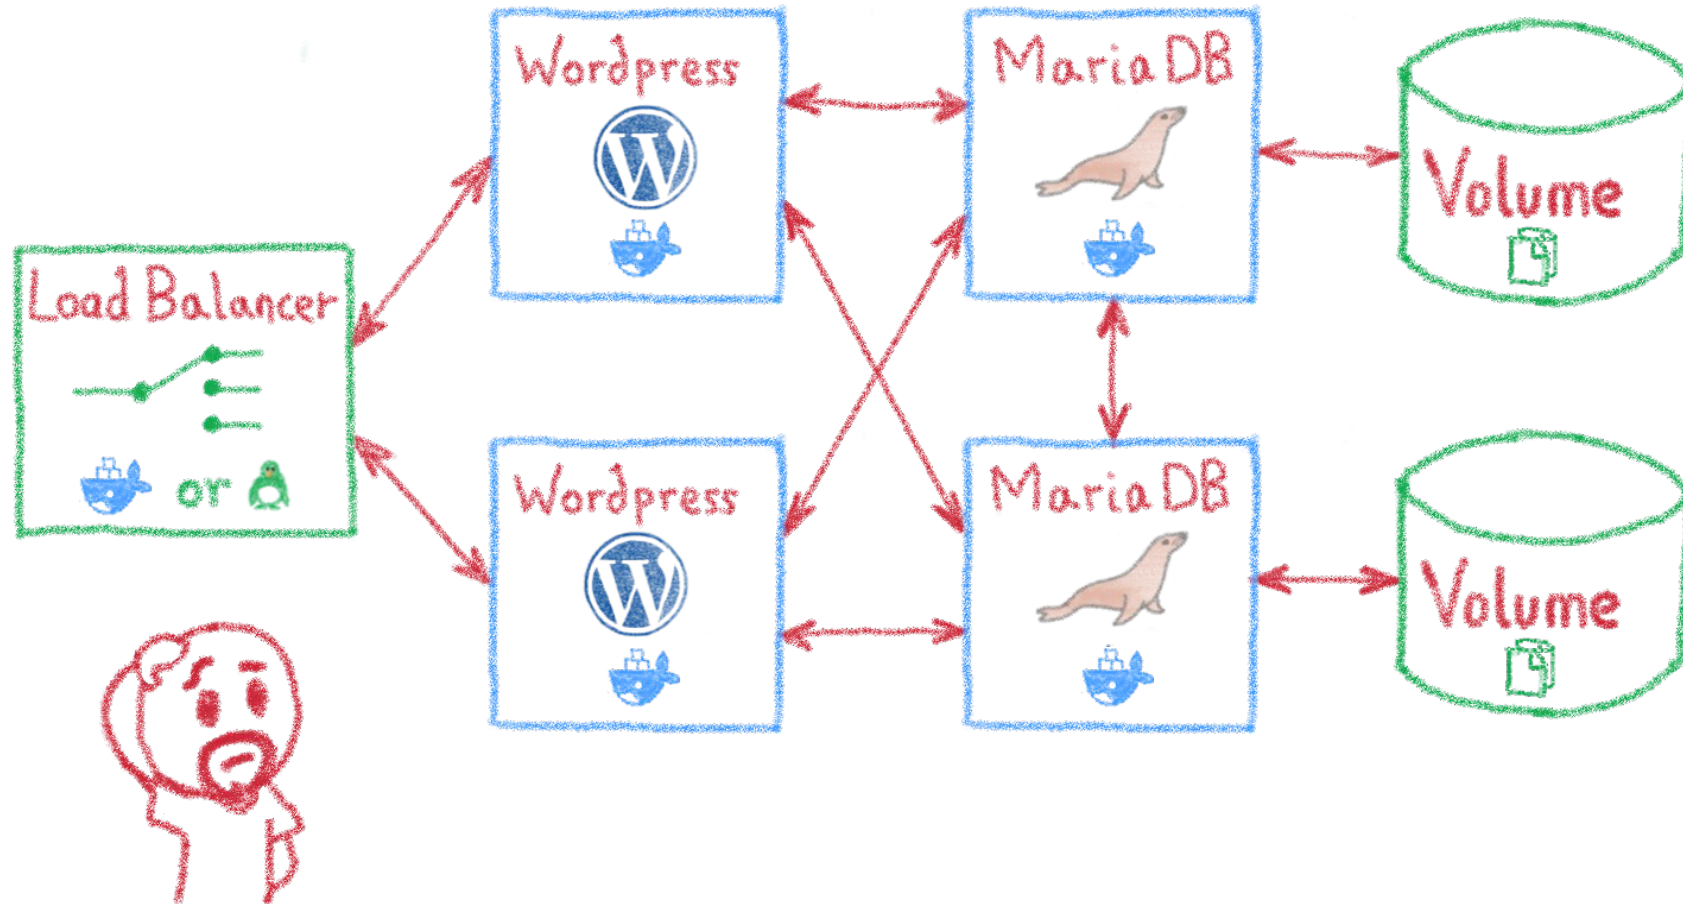 Wordpress
Maria DB
Volume
Load Balancer
or
Wordpress
Maria DB
Volume